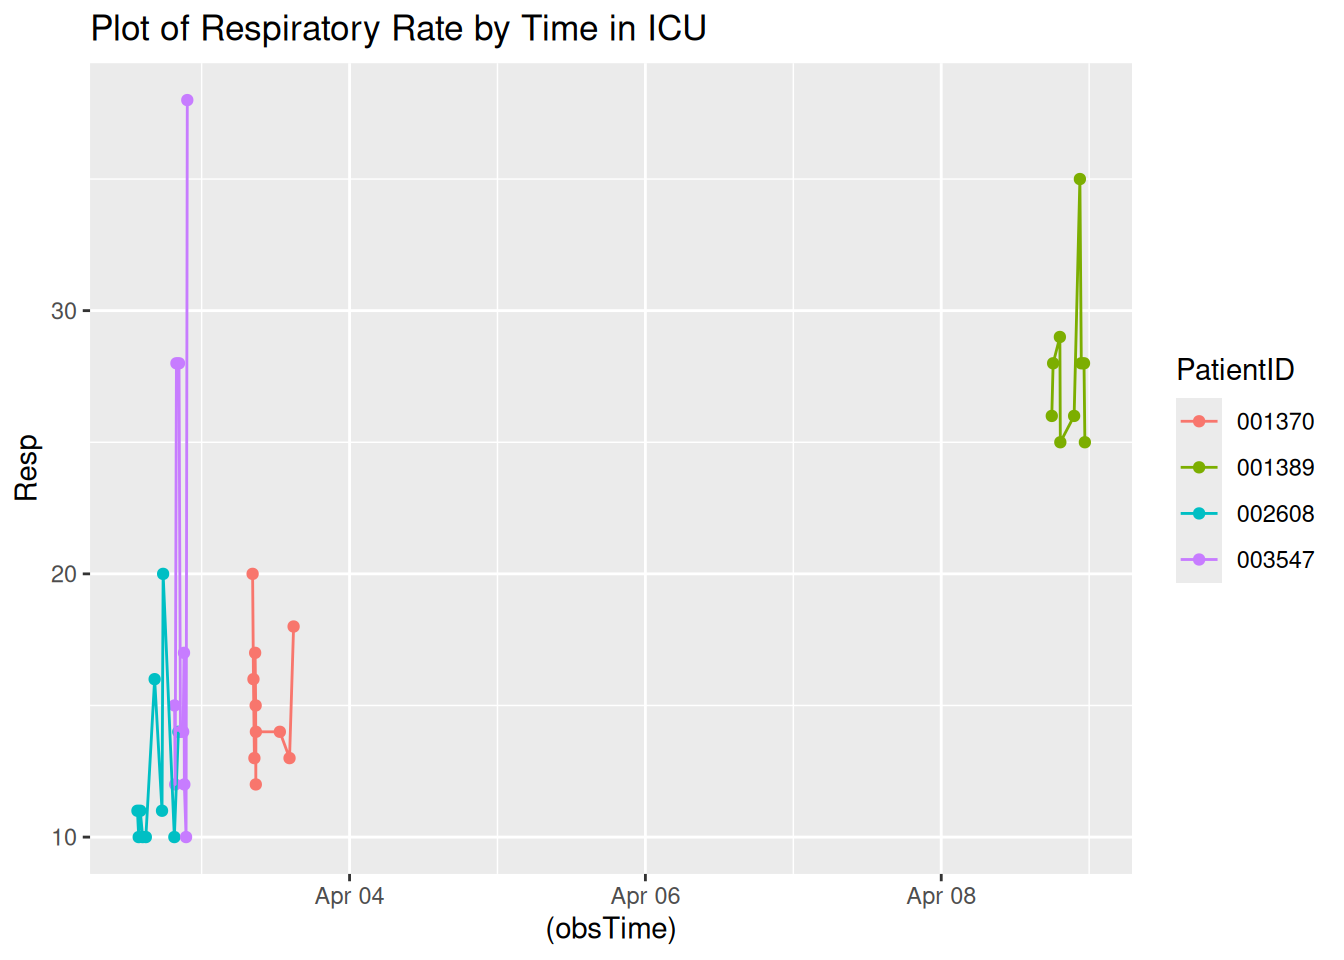 Plot of Respiratory Rate by Time in ICU
30
20
10
Resp
Apr 04
Apr 06
Apr 08
(obsTime)
PatientID
001370
001389
002608
003547